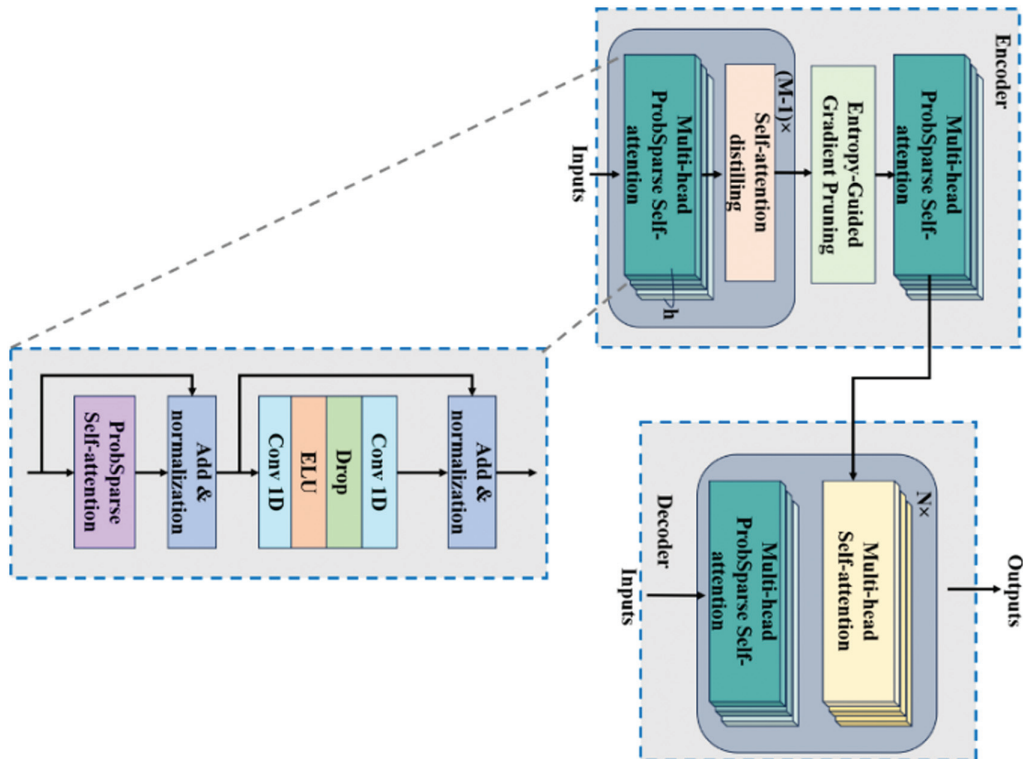 Encoder
(M-1)×
Inputs
Multi-head
ProbSparse Self-
attention
h
Self-attention
distilling
Entropy-Guided
Gradient Pruning
Multi-head
ProbSparse Self-
attention
ProbSparse
Self-attention
Add &
normalization
Conv 1D
ELU
Drop
Conv 1D
Add &
normalization
Decoder
N×
Inputs
Multi-head
ProbSparse Self-
attention
Multi-head
Self-attention
Outputs